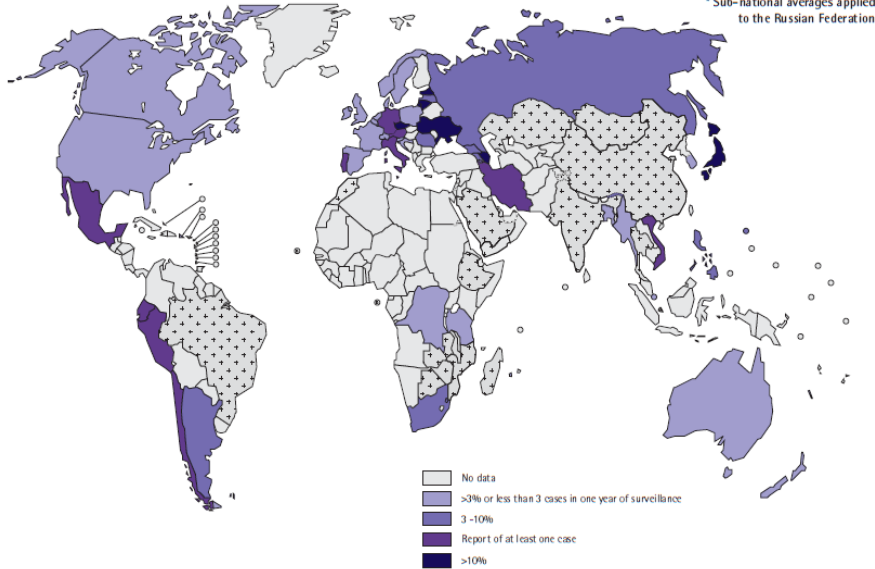 * Sub-national averages applied
to the Russian Federation
No data
>3% or less than 3 cases in one year of surveillance
3 -10%
Report of at least one case
>10%